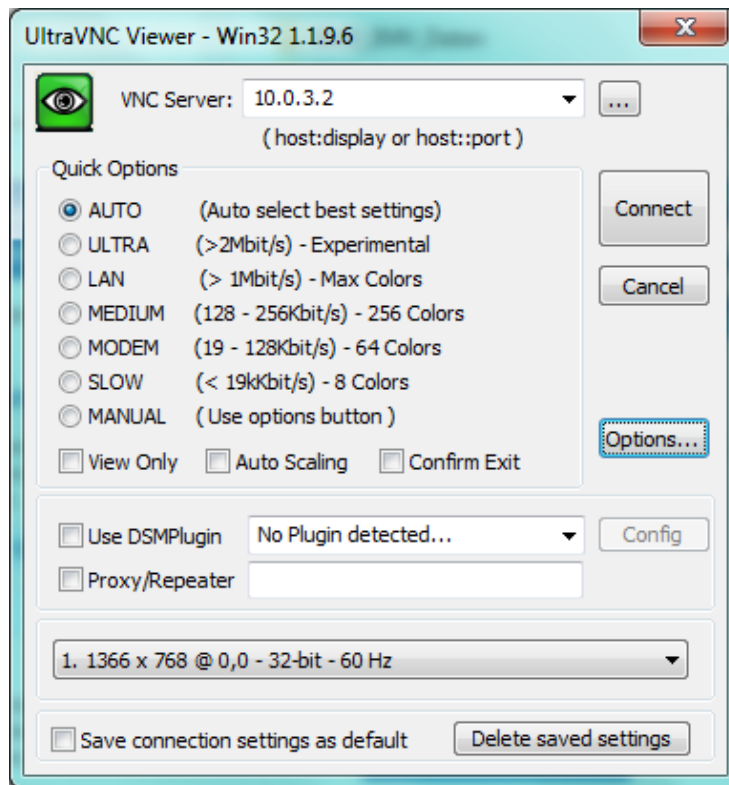 UltraVNC Viewer - Win32 1.1.9.6
VNC Server: 10.0.3.2 ...
( host:display or host::port )
Quick Options
AUTO (Auto select best settings)
ULTRA (>2Mbit/s) - Experimental
LAN (> 1Mbit/s) - Max Colors
MEDIUM (128 - 256Kbit/s) - 256 Colors
MODEM (19 - 128Kbit/s) - 64 Colors
SLOW (< 19kKbit/s) - 8 Colors
MANUAL ( Use options button )
View Only Auto Scaling Confirm Exit
Connect
Cancel
Options...
Use DSMPlugin No Plugin detected... Config
Proxy/Repeater
1. 1366 x 768 @ 0,0 - 32-bit - 60 Hz
Save connection settings as default Delete saved settings